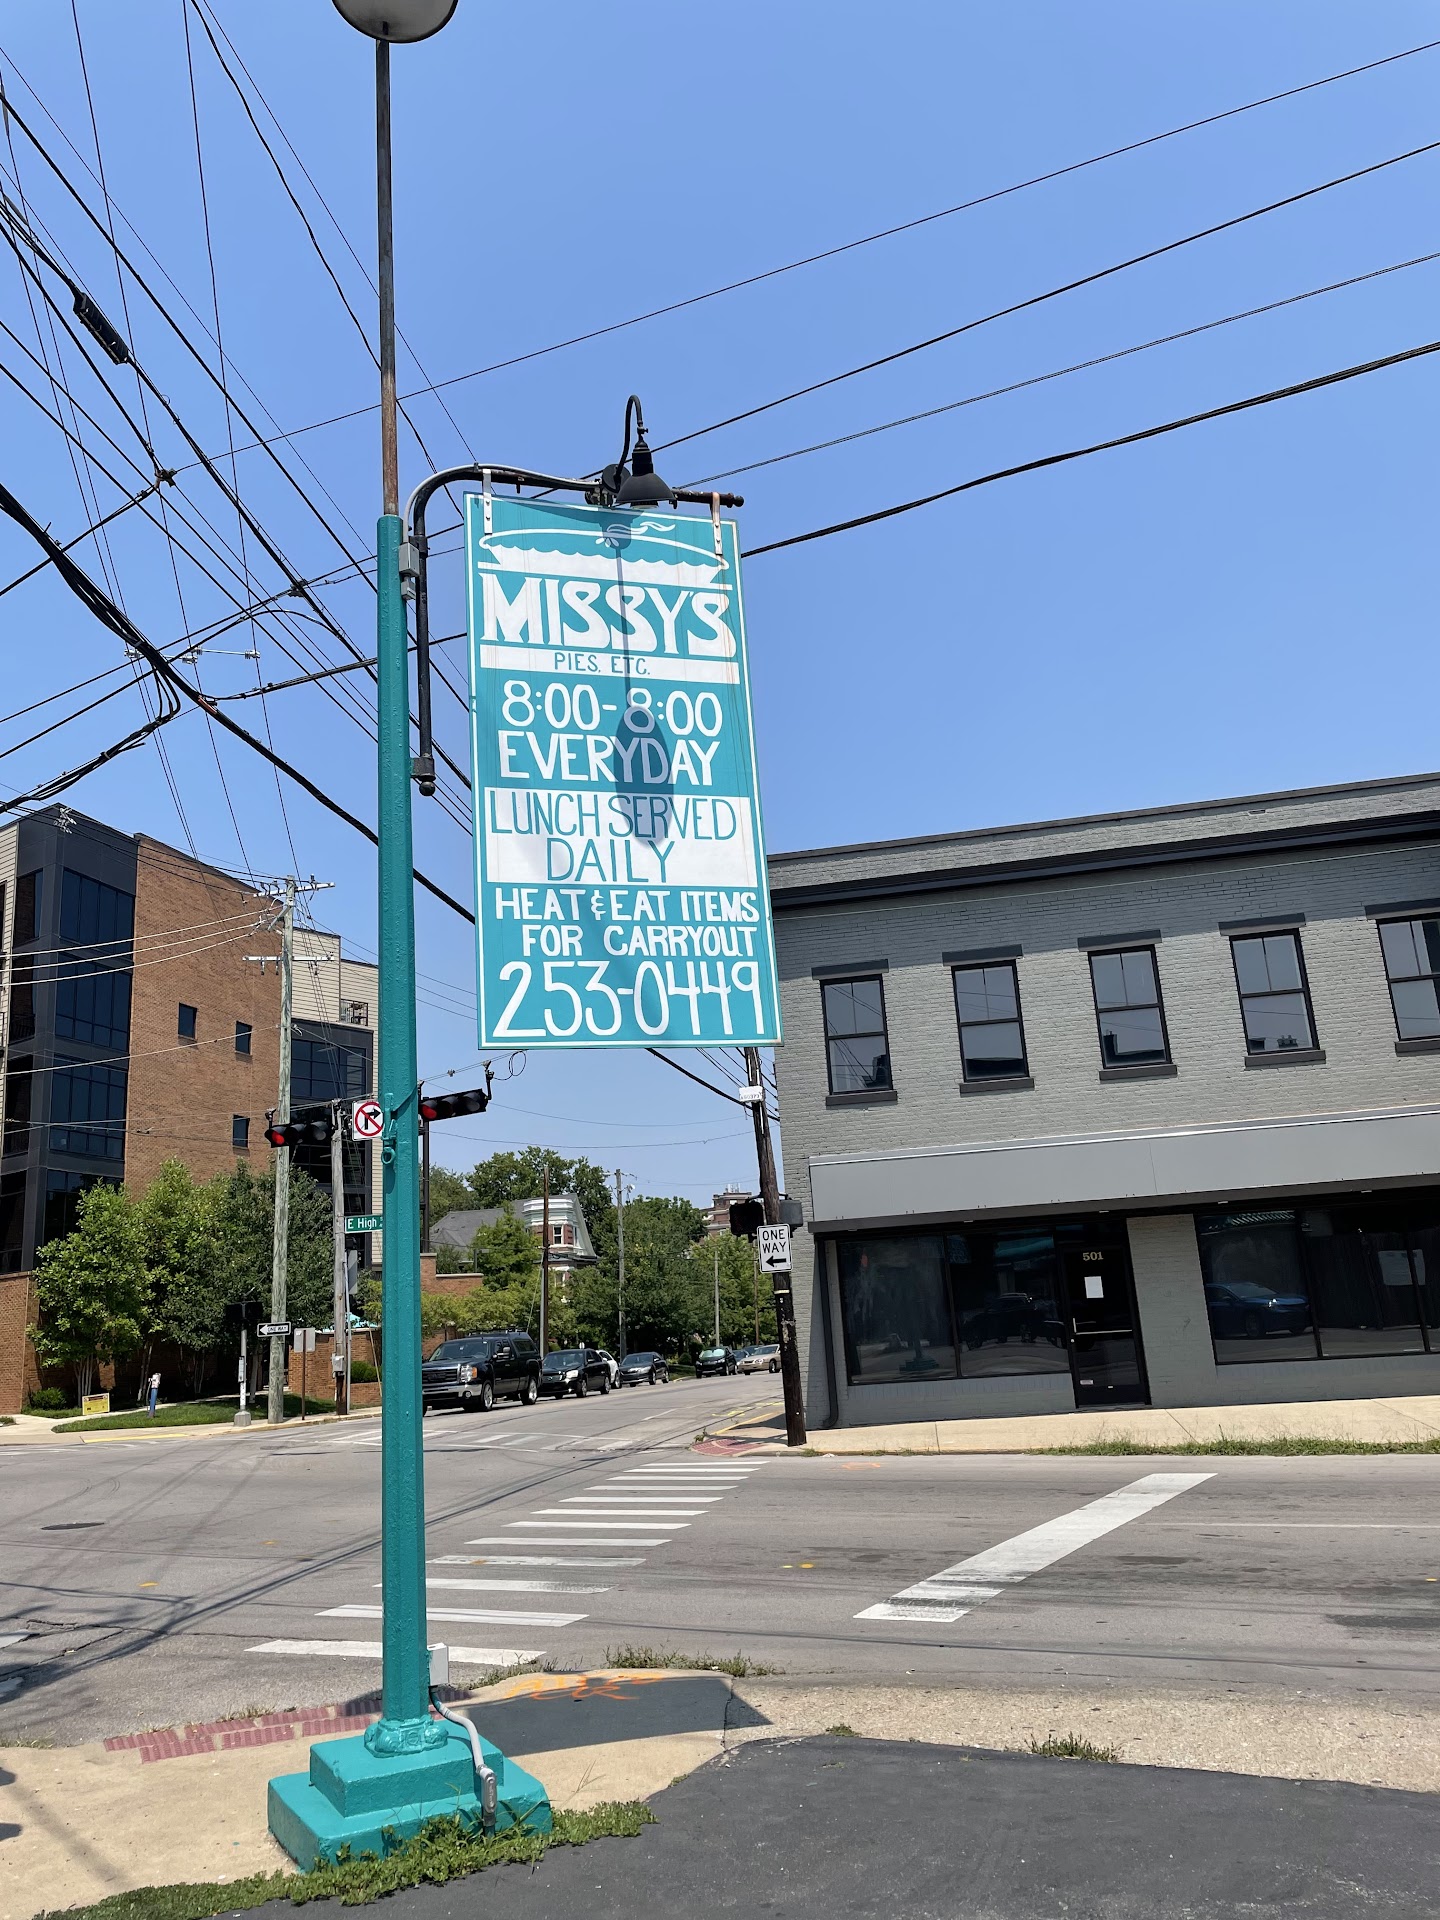 MISSY'S
PIES, ETC.
8:00-8:00
EVERYDAY
LUNCH SERVED
DAILY
HEAT & EAT ITEMS
FOR CARRYOUT
253-0449
E High
ONE
WAY
ONE WAY
501